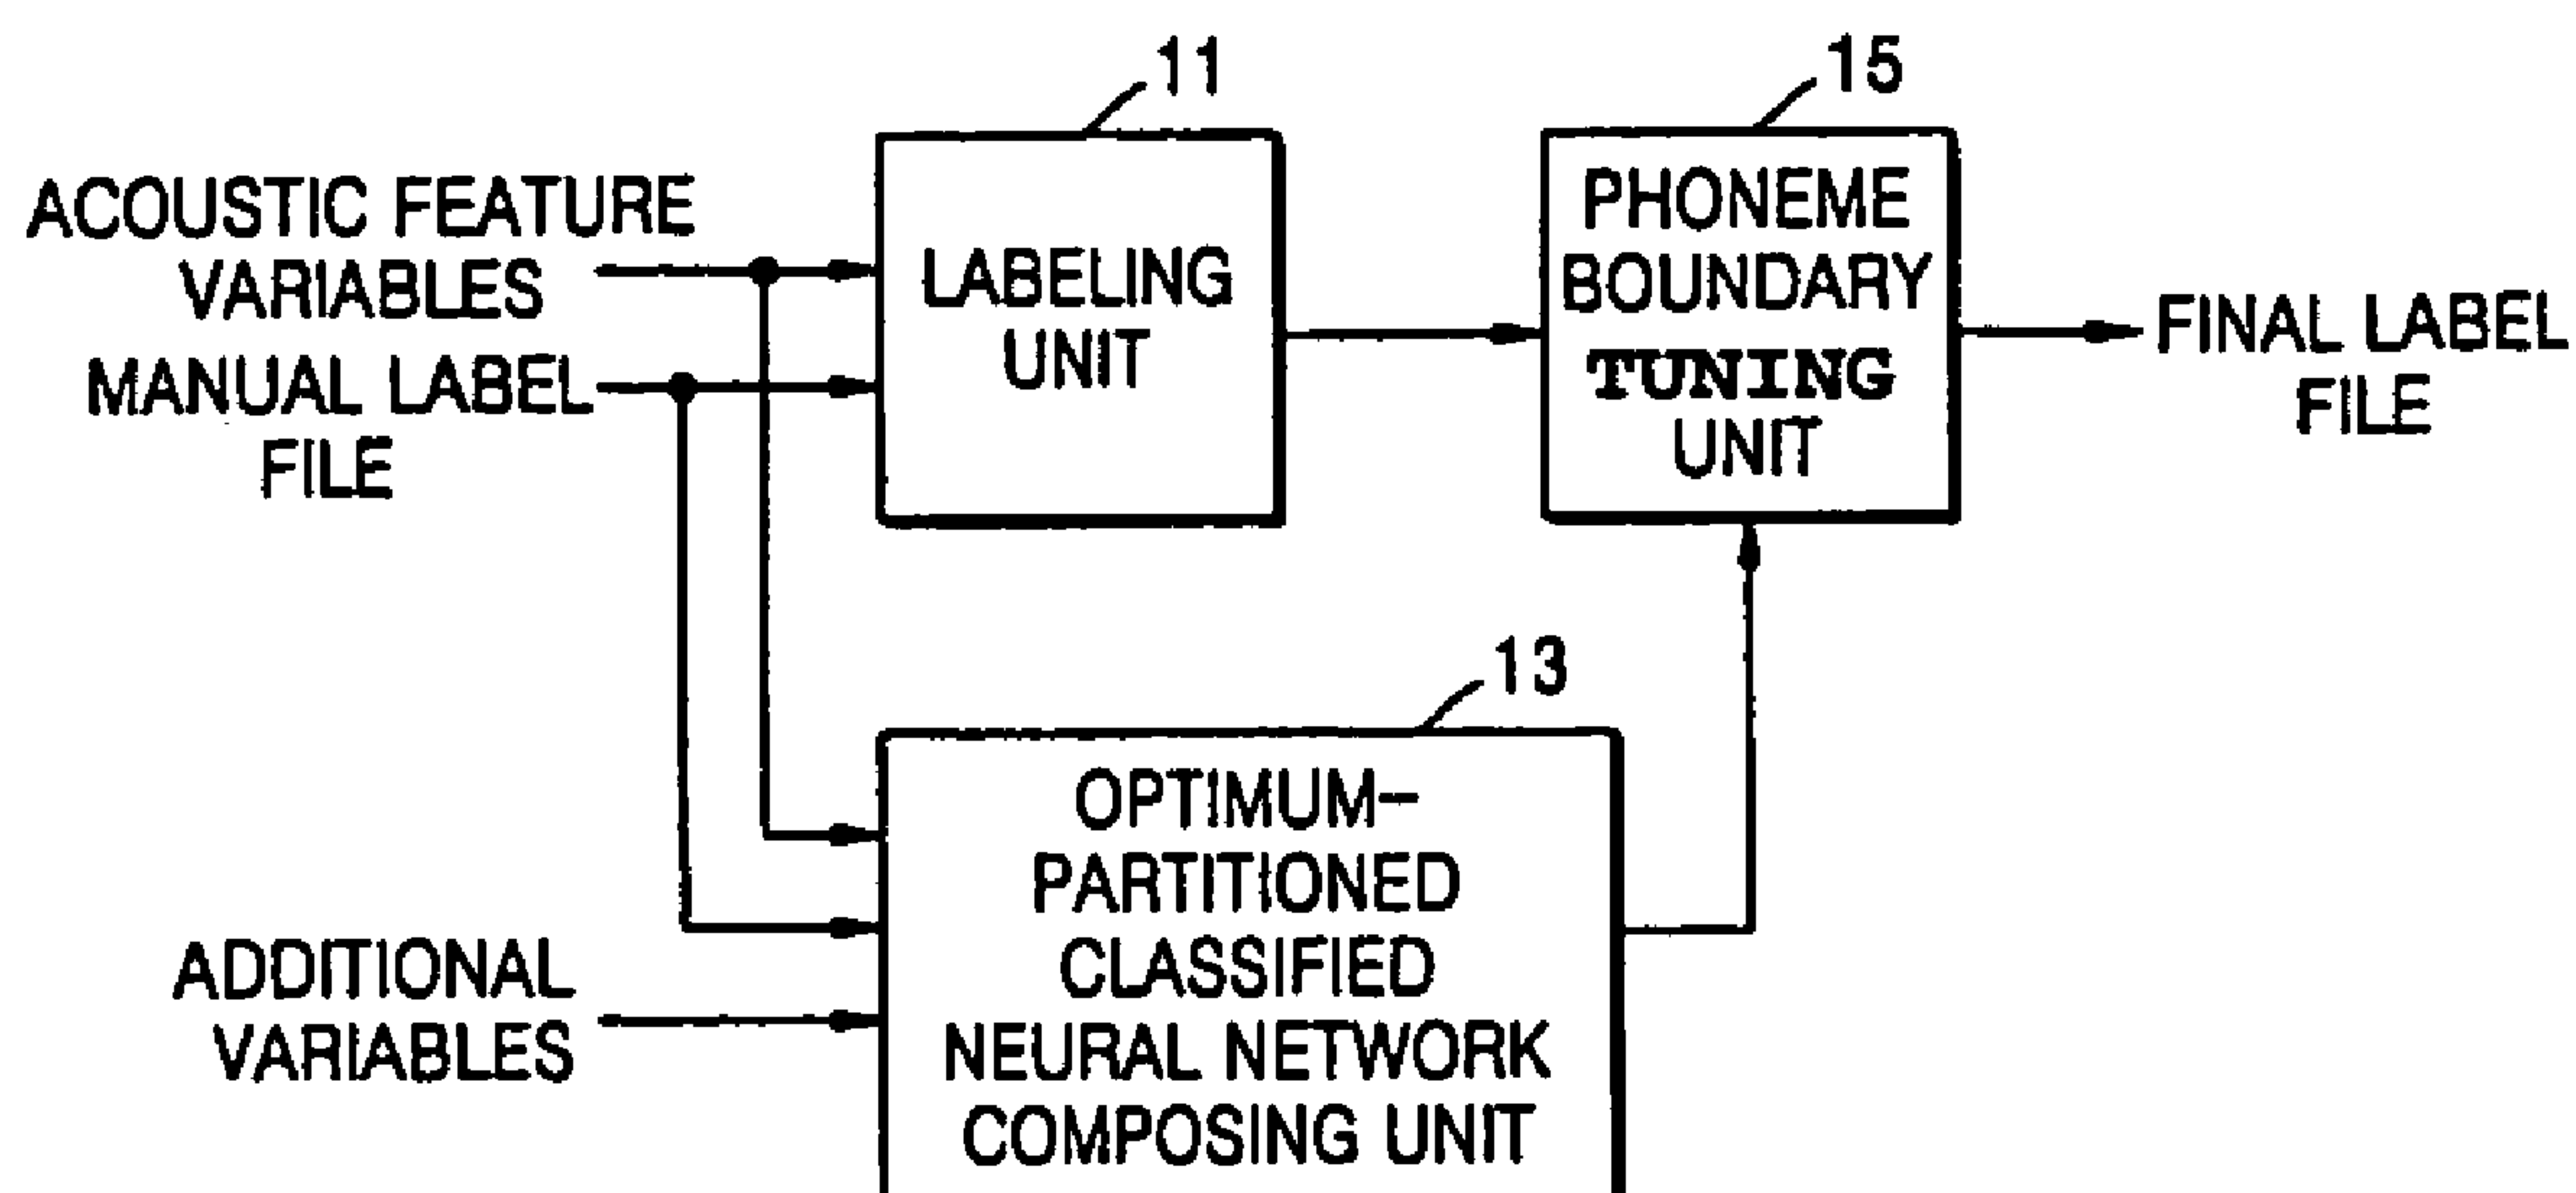 11
15
ACOUSTIC FEATURE
VARIABLES
MANUAL LABEL
FILE
LABELING
UNIT
PHONEME
BOUNDARY
TUNING
UNIT
FINAL LABEL
FILE
13
ADDITIONAL
VARIABLES
OPTIMUM-
PARTITIONED
CLASSIFIED
NEURAL NETWORK
COMPOSING UNIT